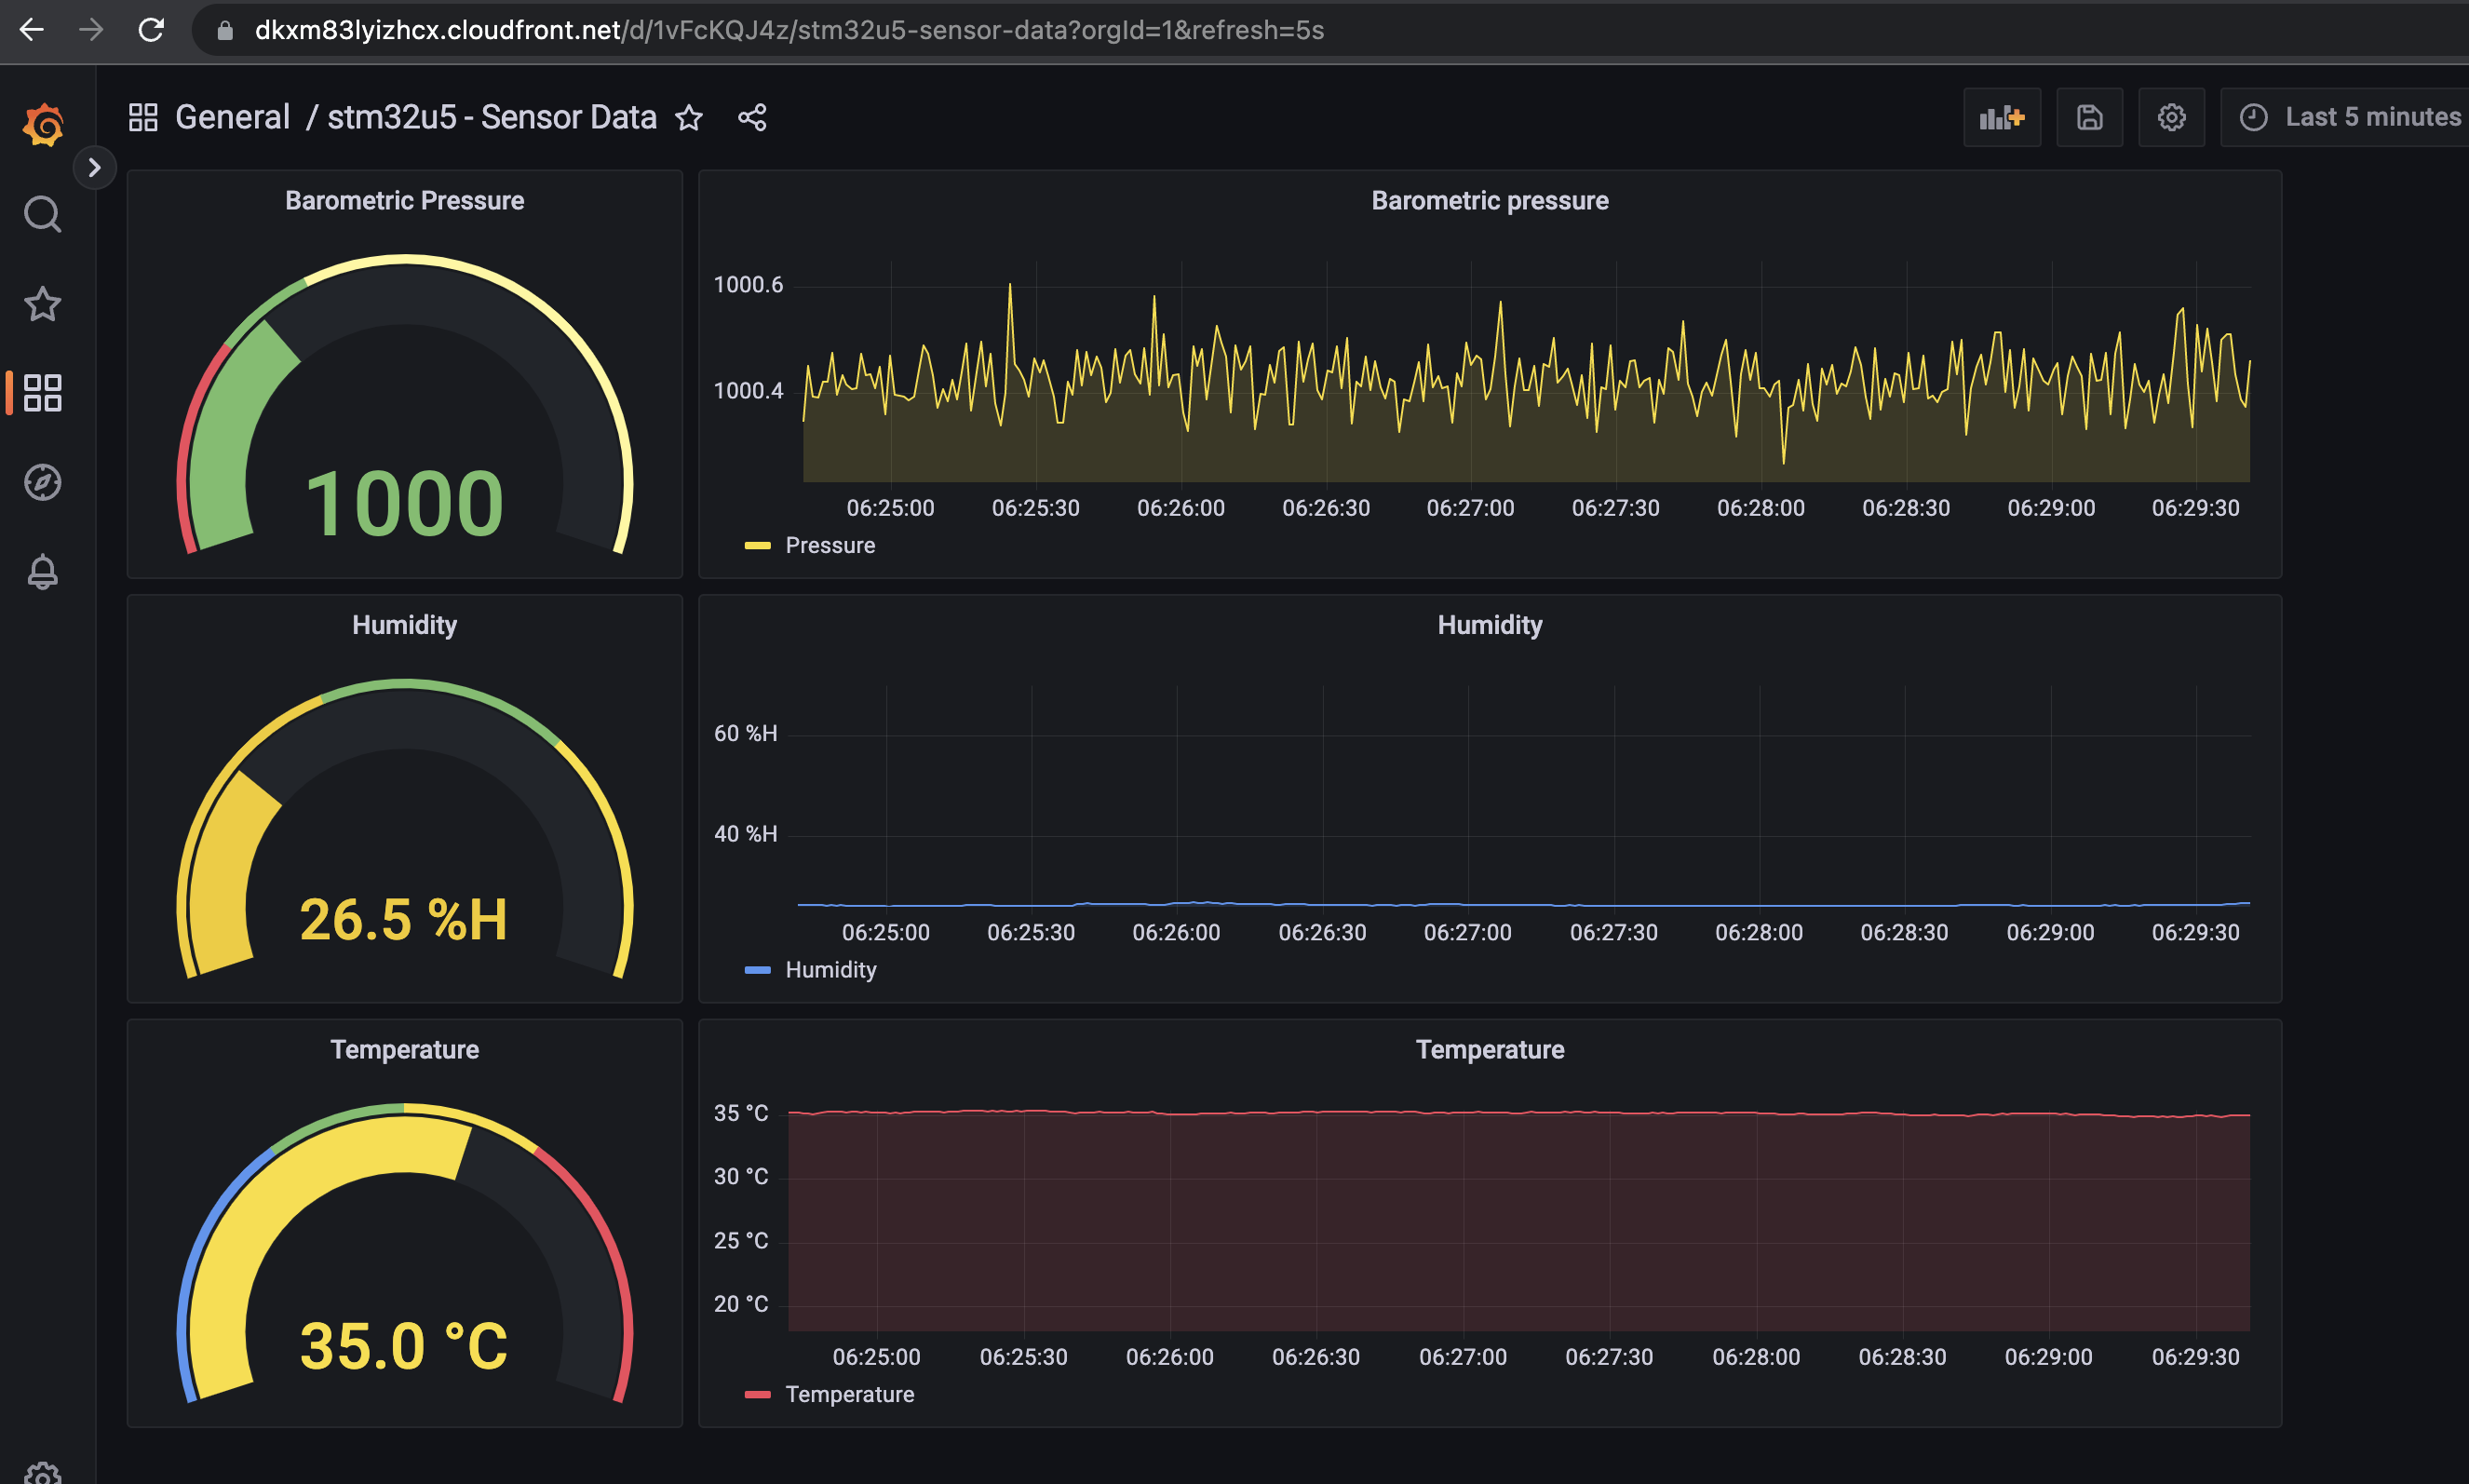 dkxm83lyizhcx.cloudfront.net/d/1vFcKQJ4z/stm32u5-sensor-data?orgId=1&refresh=5s
General / stm32u5 - Sensor Data
Last 5 minutes
Barometric Pressure
1000
Barometric pressure
1000.6
1000.4
06:25:00 06:25:30 06:26:00 06:26:30 06:27:00 06:27:30 06:28:00 06:28:30 06:29:00 06:29:30
Pressure
Humidity
26.5 %H
Humidity
60 %H
40 %H
06:25:00 06:25:30 06:26:00 06:26:30 06:27:00 06:27:30 06:28:00 06:28:30 06:29:00 06:29:30
Humidity
Temperature
35.0 °C
Temperature
35 °C
30 °C
25 °C
20 °C
06:25:00 06:25:30 06:26:00 06:26:30 06:27:00 06:27:30 06:28:00 06:28:30 06:29:00 06:29:30
Temperature